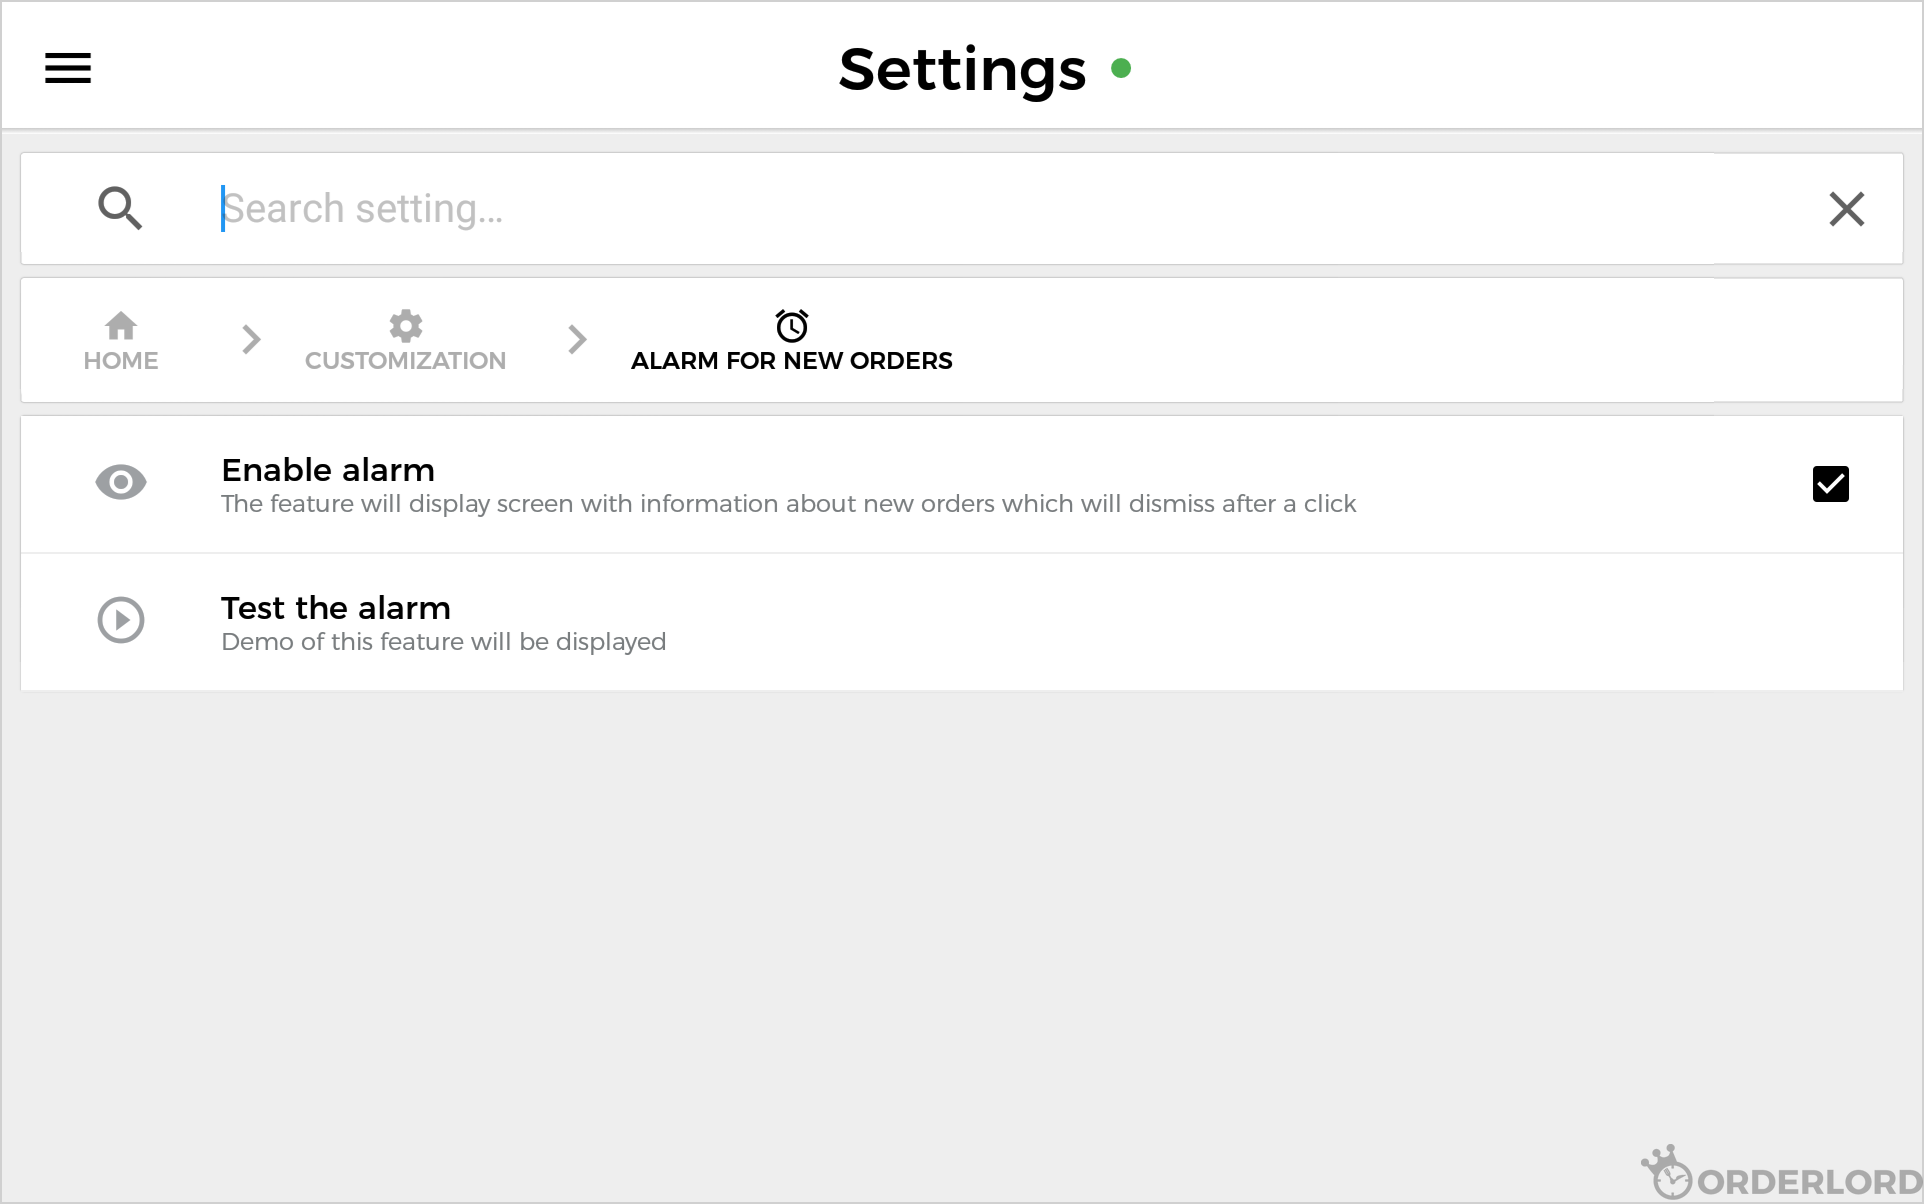 Settings
Search setting...
HOME
CUSTOMIZATION
ALARM FOR NEW ORDERS
Enable alarm
The feature will display screen with information about new orders which will dismiss after a click
Test the alarm
Demo of this feature will be displayed
ORDERLORD